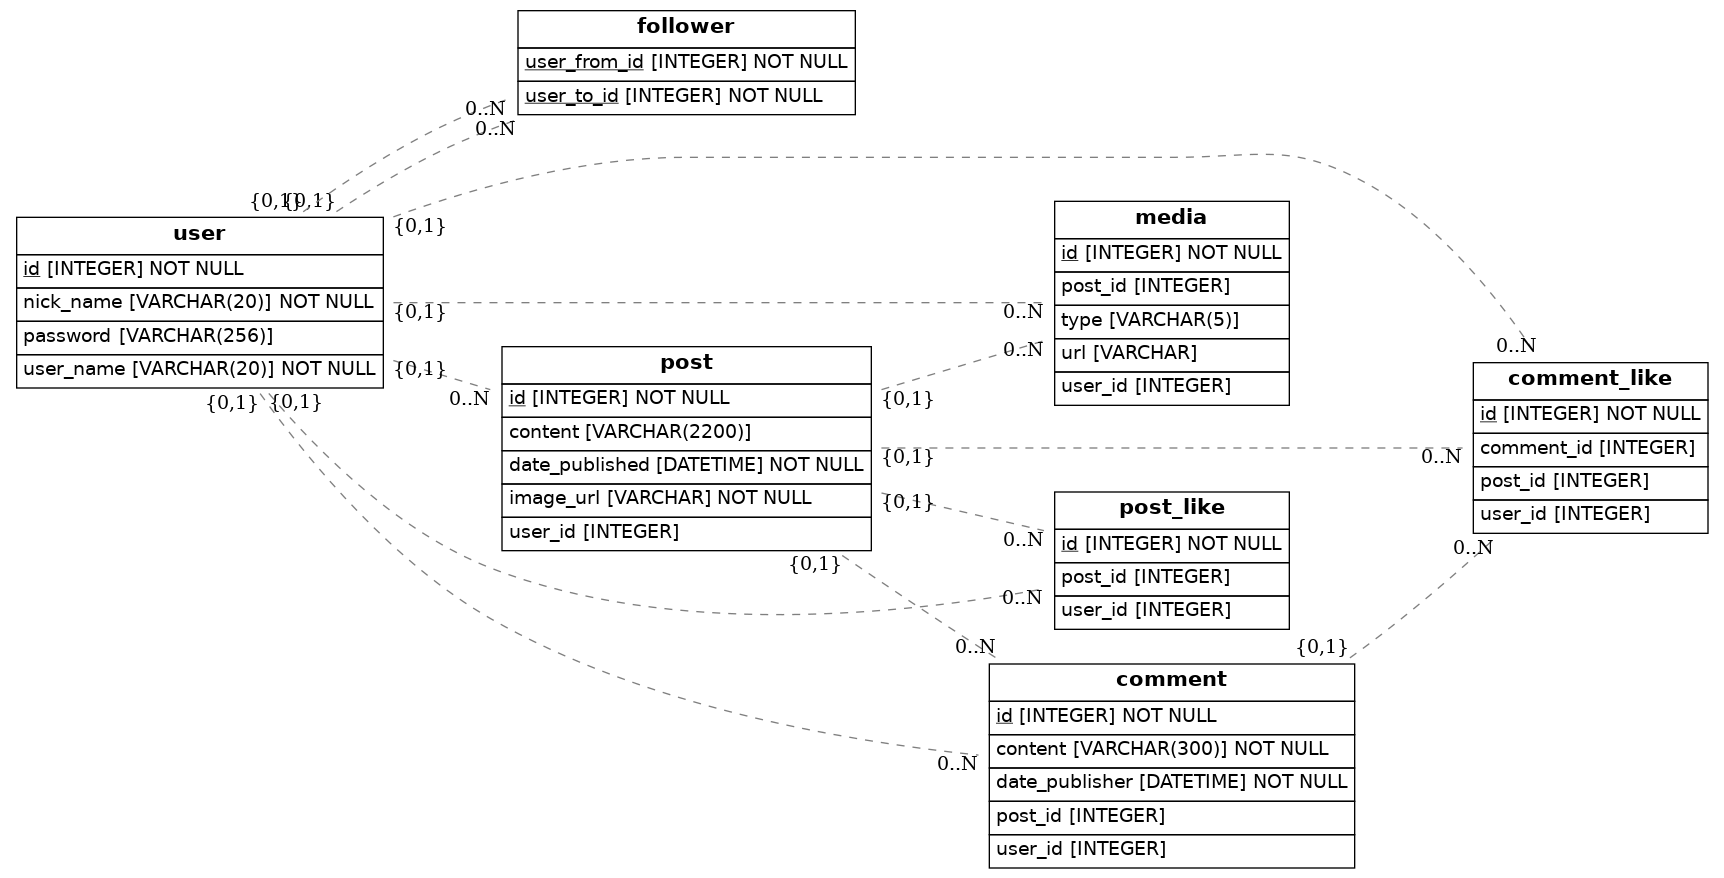 follower
user_from_id [INTEGER] NOT NULL
user_to_id [INTEGER] NOT NULL
0..N
0..N
{0,1}
{0,1}
user
id [INTEGER] NOT NULL
nick_name [VARCHAR(20)] NOT NULL
password [VARCHAR(256)]
user_name [VARCHAR(20)] NOT NULL
{0,1}
{0,1}
{0,1}
{0,1}
{0,1}
media
id [INTEGER] NOT NULL
post_id [INTEGER]
type [VARCHAR(5)]
url [VARCHAR]
user_id [INTEGER]
0..N
0..N
0..N
post
id [INTEGER] NOT NULL
content [VARCHAR(2200)]
date_published [DATETIME] NOT NULL
image_url [VARCHAR] NOT NULL
user_id [INTEGER]
{0,1}
{0,1}
{0,1}
{0,1}
0..N
0..N
comment_like
id [INTEGER] NOT NULL
comment_id [INTEGER]
post_id [INTEGER]
user_id [INTEGER]
0..N
post_like
id [INTEGER] NOT NULL
post_id [INTEGER]
user_id [INTEGER]
0..N
0..N
0..N
{0,1}
comment
id [INTEGER] NOT NULL
content [VARCHAR(300)] NOT NULL
date_publisher [DATETIME] NOT NULL
post_id [INTEGER]
user_id [INTEGER]
0..N